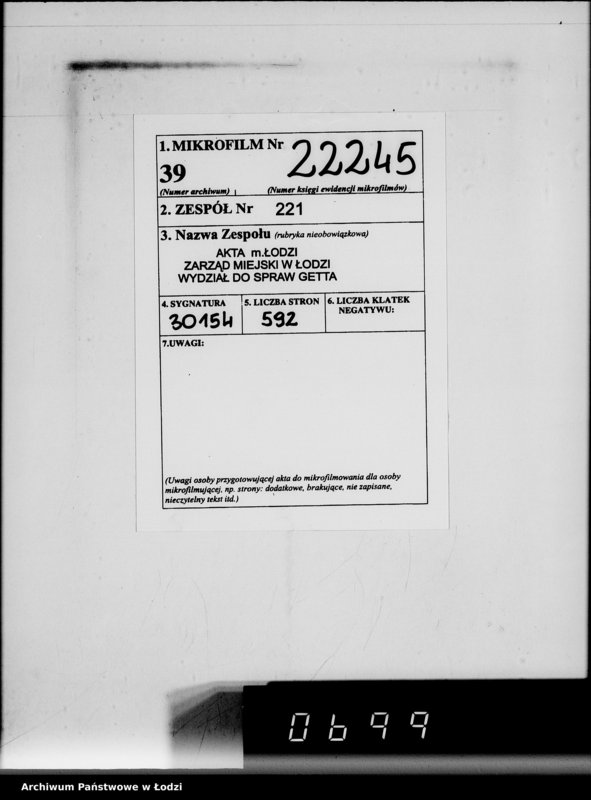 1. MIKROFILM Nr 22245
39
(Numer archiwum) (Numer księgi ewidencji mikrofilmów)
2. ZESPÓŁ Nr 221
3. Nazwa Zespołu (rubryka nieobowiązkowa)
AKTA m.ŁODZI
ZARZĄD MIEJSKI W ŁODZI
WYDZIAŁ DO SPRAW GETTA
4. SYGNATURA 5. LICZBA STRON 6. LICZBA KLATEK
NEGATYWU:
30154 592
7.UWAGI:
(Uwagi osoby przygotowującej akta do mikrofilmowania dla osoby
mikrofilmującej, np. strony: dodatkowe, brakujące, nie zapisane,
nieczytelny tekst itd.)
0699
Archiwum Państwowe w Łodzi